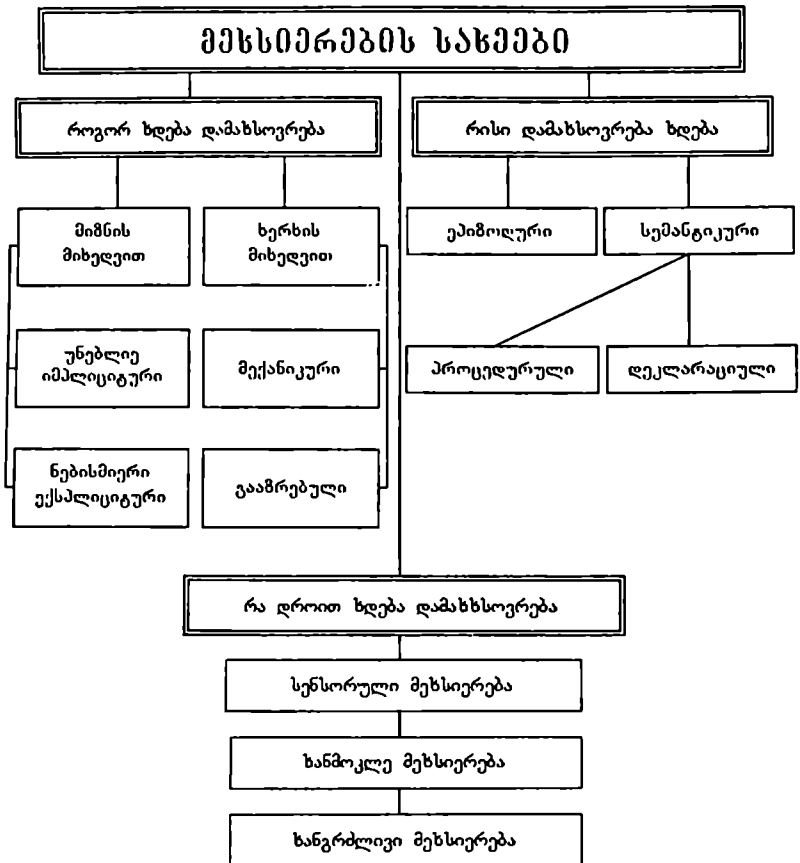 მეხსიერების სახეები
როგორ ხდება დამახსოვრება
რისი დამახსოვრება ხდება
მიზნის
მიხედვით
ხერხის
მიხედვით
ეპიზოდური
სემანტიკური
უნებლიე
იმპლიციტური
მექანიკური
პროცედურული
დეკლარაციული
ნებისმიერი
ექსპლიციტური
გააზრებული
რა დროით ხდება დამახხსოვრება
სენსორული მეხსიერება
ხანმოკლე მეხსიერება
ხანგრძლივი მეხსიერება